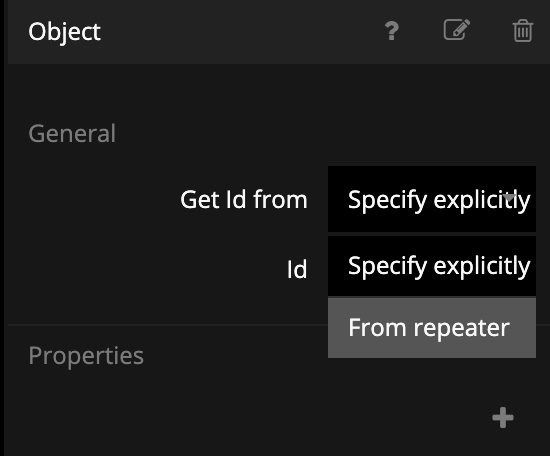 Object
?
General
Get Id from Specify explicitly
Id Specify explicitly
From repeater
Properties